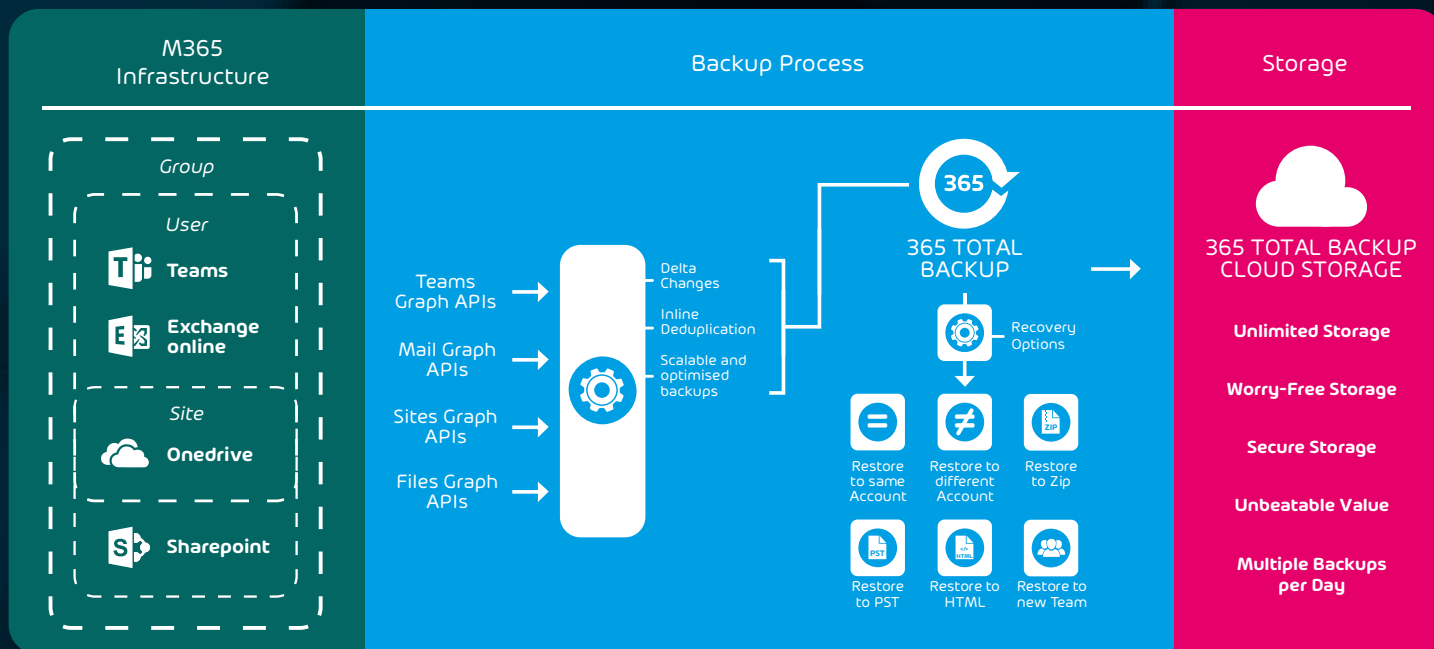 M365
Infrastructure
Backup Process
Storage
Group
User
T
Teams
E
Exchange
online
Site
Onedrive
S
Sharepoint
Teams
Graph APIs
Mail Graph
APIs
Sites Graph
APIs
Files Graph
APIs
Delta
Changes
Inline
Deduplication
Scalable and
optimised
backups
365
365 TOTAL
BACKUP
Recovery
Options
=
≠
ZIP
Restore
to same
Account
Restore to
different
Account
Restore
to Zip
PST
</>
HTML
Restore
to PST
Restore to
HTML
Restore to
new Team
365 TOTAL BACKUP
CLOUD STORAGE
Unlimited Storage
Worry-Free Storage
Secure Storage
Unbeatable Value
Multiple Backups
per Day